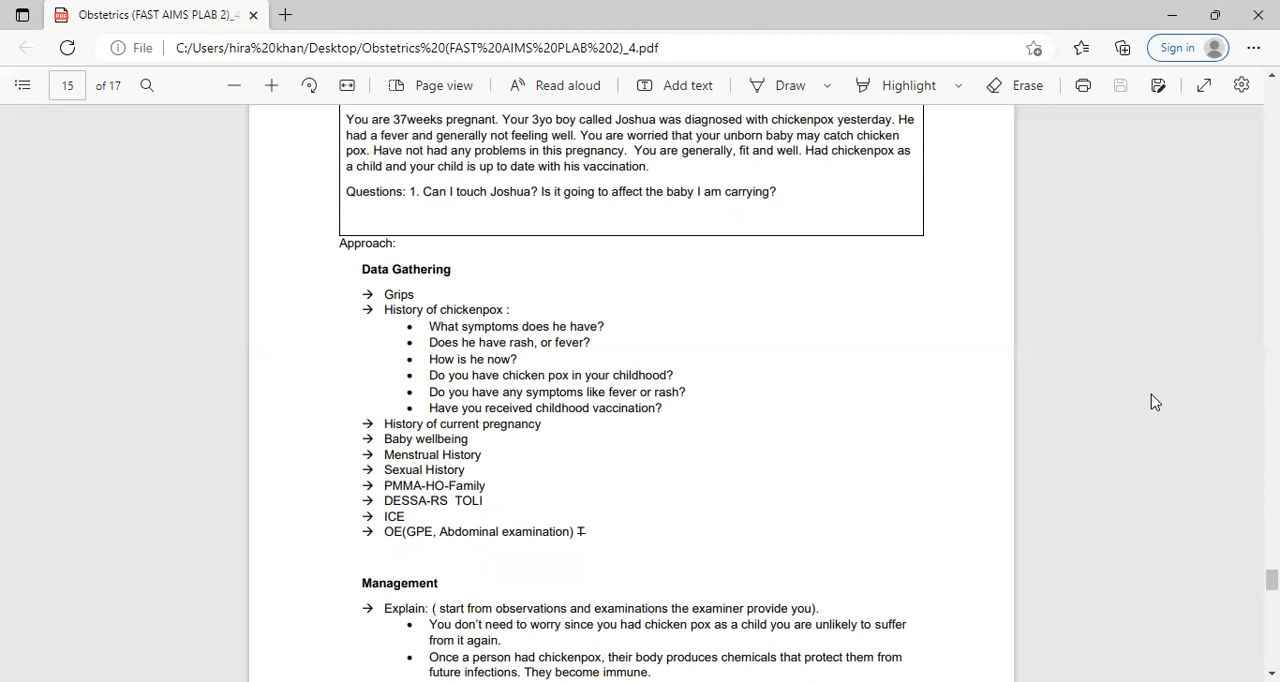 Obstetrics (FAST AIMS PLAB 2)_4
File C:/Users/hira%20khan/Desktop/Obstetrics%20(FAST%20AIMS%20PLAB%202)_4.pdf Sign in
15 of 17 Page view Read aloud Add text Draw Highlight Erase
You are 37weeks pregnant. Your 3yo boy called Joshua was diagnosed with chickenpox yesterday. He
had a fever and generally not feeling well. You are worried that your unborn baby may catch chicken
pox. Have not had any problems in this pregnancy. You are generally, fit and well. Had chickenpox as
a child and your child is up to date with his vaccination.
Questions: 1. Can I touch Joshua? Is it going to affect the baby I am carrying?
Approach:
Data Gathering
→ Grips
→ History of chickenpox :
• What symptoms does he have?
• Does he have rash, or fever?
• How is he now?
• Do you have chicken pox in your childhood?
• Do you have any symptoms like fever or rash?
• Have you received childhood vaccination?
→ History of current pregnancy
→ Baby wellbeing
→ Menstrual History
→ Sexual History
→ PMMA-HO-Family
→ DESSA-RS TOLI
→ ICE
→ OE(GPE, Abdominal examination) T
Management
→ Explain: ( start from observations and examinations the examiner provide you).
• You don’t need to worry since you had chicken pox as a child you are unlikely to suffer
from it again.
• Once a person had chickenpox, their body produces chemicals that protect them from
future infections. They become immune.